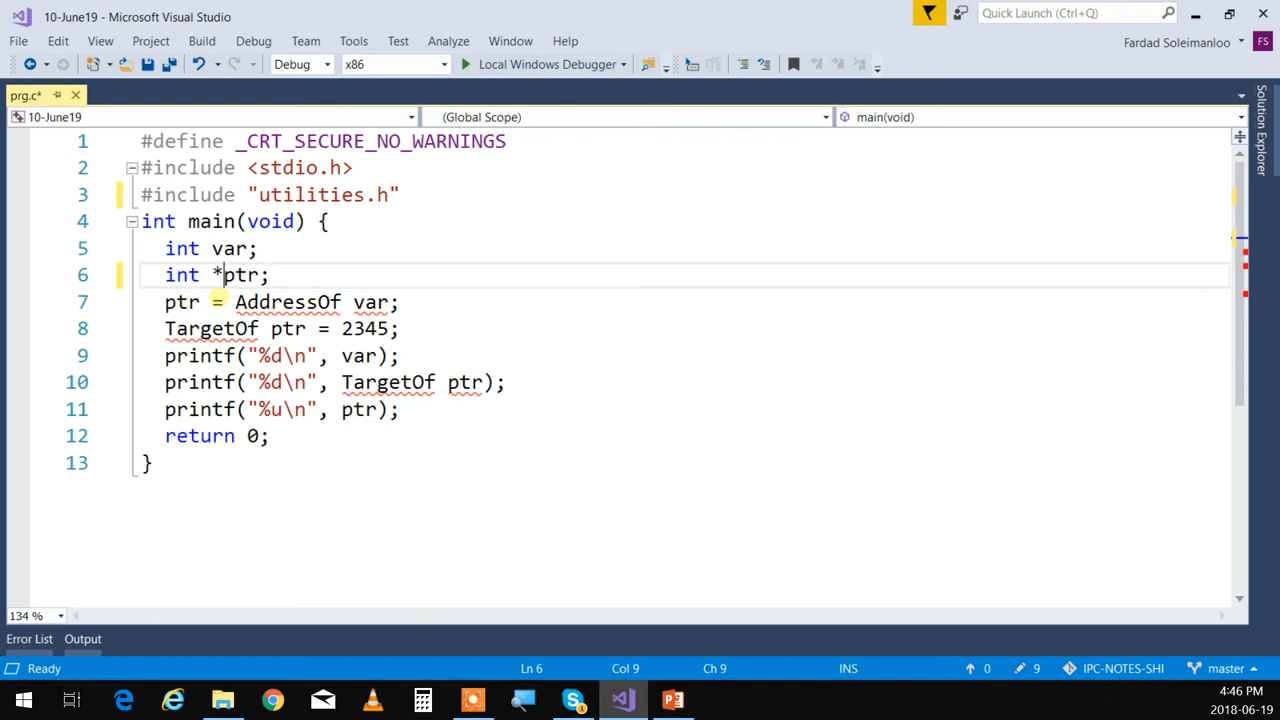 10-June19 - Microsoft Visual Studio
Quick Launch (Ctrl+Q)
File Edit View Project Build Debug Team Tools Test Analyze Window Help
Fardad Soleimanloo FS
Debug x86 Local Windows Debugger
prg.c*
Solution Explorer
10-June19 (Global Scope) main(void)
1 #define _CRT_SECURE_NO_WARNINGS
2 #include <stdio.h>
3 #include "utilities.h"
4 int main(void) {
5 int var;
6 int *ptr;
7 ptr = AddressOf var;
8 TargetOf ptr = 2345;
9 printf("%d\n", var);
10 printf("%d\n", TargetOf ptr);
11 printf("%u\n", ptr);
12 return 0;
13 }
134 %
Error List Output
Ready Ln 6 Col 9 Ch 9 INS 0 9 IPC-NOTES-SHI master
4:46 PM
2018-06-19